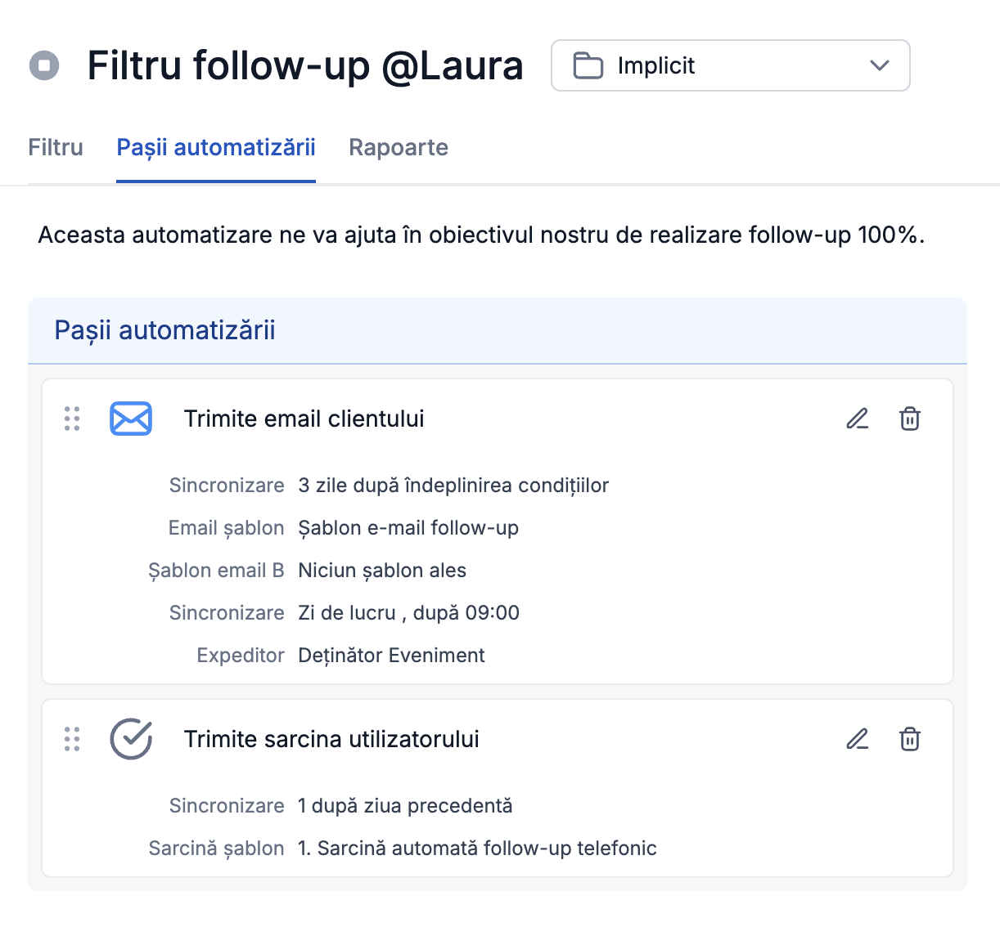 Filtru follow-up @Laura
Implicit
Filtru
Pașii automatizării
Rapoarte
Aceasta automatizare ne va ajuta în obiectivul nostru de realizare follow-up 100%.
Pașii automatizării
Trimite email clientului
Sincronizare 3 zile după îndeplinirea condițiilor
Email șablon Șablon e-mail follow-up
Șablon email B Niciun șablon ales
Sincronizare Zi de lucru , după 09:00
Expeditor Deținător Eveniment
Trimite sarcina utilizatorului
Sincronizare 1 după ziua precedentă
Sarcină șablon 1. Sarcină automată follow-up telefonic